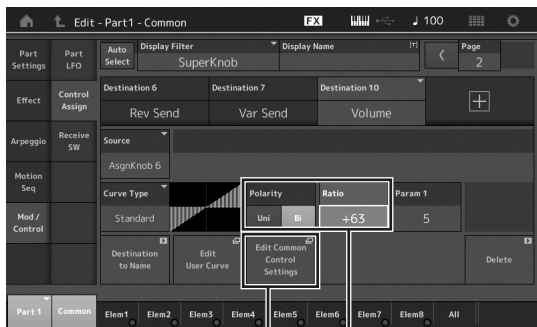 Edit - Part1 - Common
FX
100
Part Settings
Part LFO
Auto Select
Display Filter
SuperKnob
Display Name
[T]
Page
2
Effect
Control Assign
Destination 6
Rev Send
Destination 7
Var Send
Destination 10
Volume
Arpeggio
Receive SW
Source
AsgnKnob 6
Motion Seq
Curve Type
Standard
Polarity
Uni
Bi
Ratio
+63
Param 1
5
Mod / Control
Destination to Name
Edit User Curve
Edit Common Control Settings
Delete
Part 1
Common
Elem1
Elem2
Elem3
Elem4
Elem5
Elem6
Elem7
Elem8
All